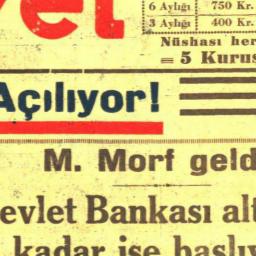 et
6 Aylığı 750 Kr.
3 Aylığı 400 Kr.
Nüshası her
5 Kuruş
Açılıyor!
M. Morf geld
evlet Bankası alt
kadar ise başlıy